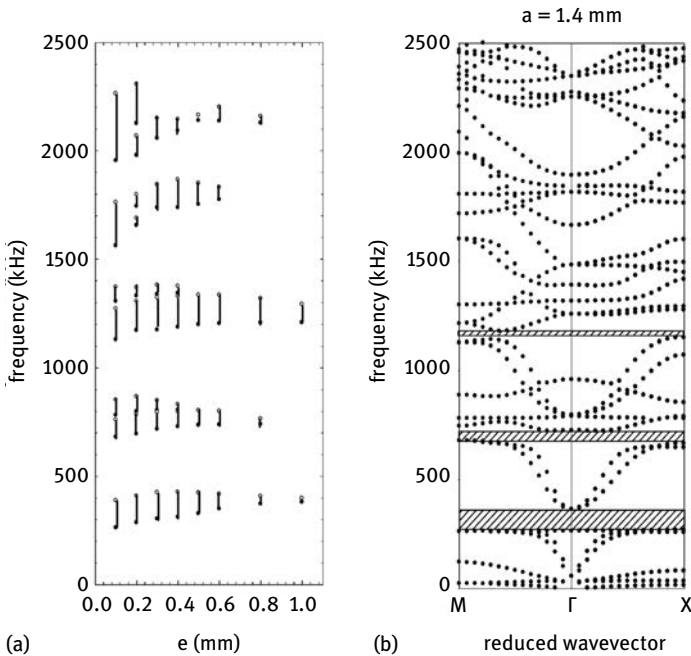 a = 1.4 mm
2500
2000
1500
1000
500
0
frequency (kHz)
0.0 0.2 0.4 0.6 0.8 1.0
(a)
e (mm)
2500
2000
1500
1000
500
0
frequency (kHz)
M Γ X
(b)
reduced wavevector